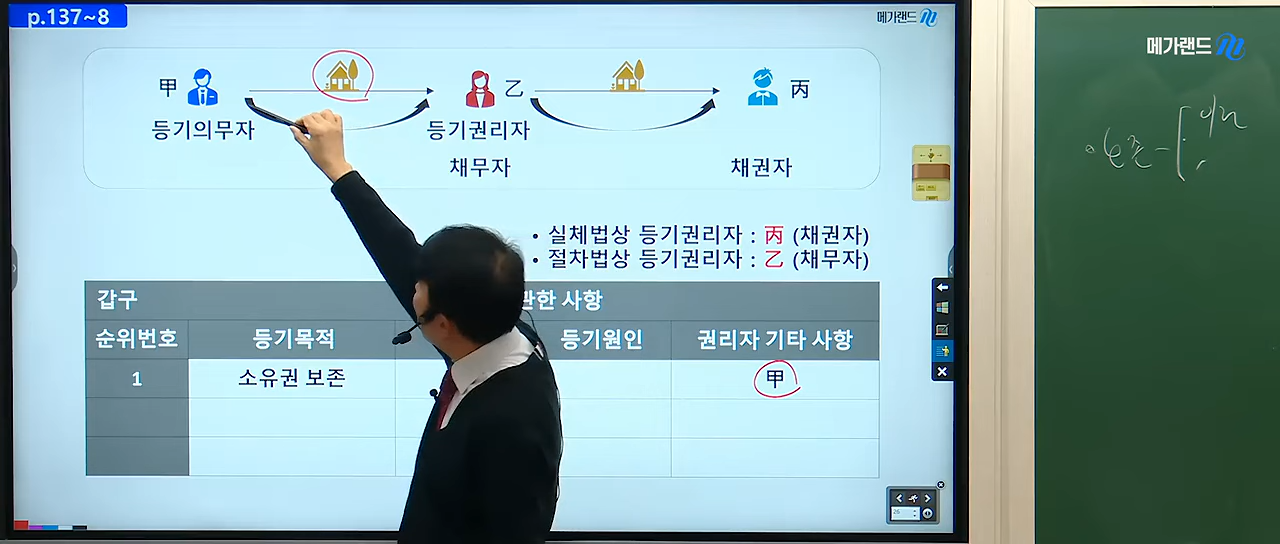 p.137~8
메가랜드
메가랜드
甲
乙
丙
등기의무자
등기권리자
채무자
채권자
• 실체법상 등기권리자 : 丙 (채권자)
• 절차법상 등기권리자 : 乙 (채무자)
갑구
관한 사항
순위번호 등기목적 등기원인 권리자 기타 사항
1 소유권 보존 甲
26